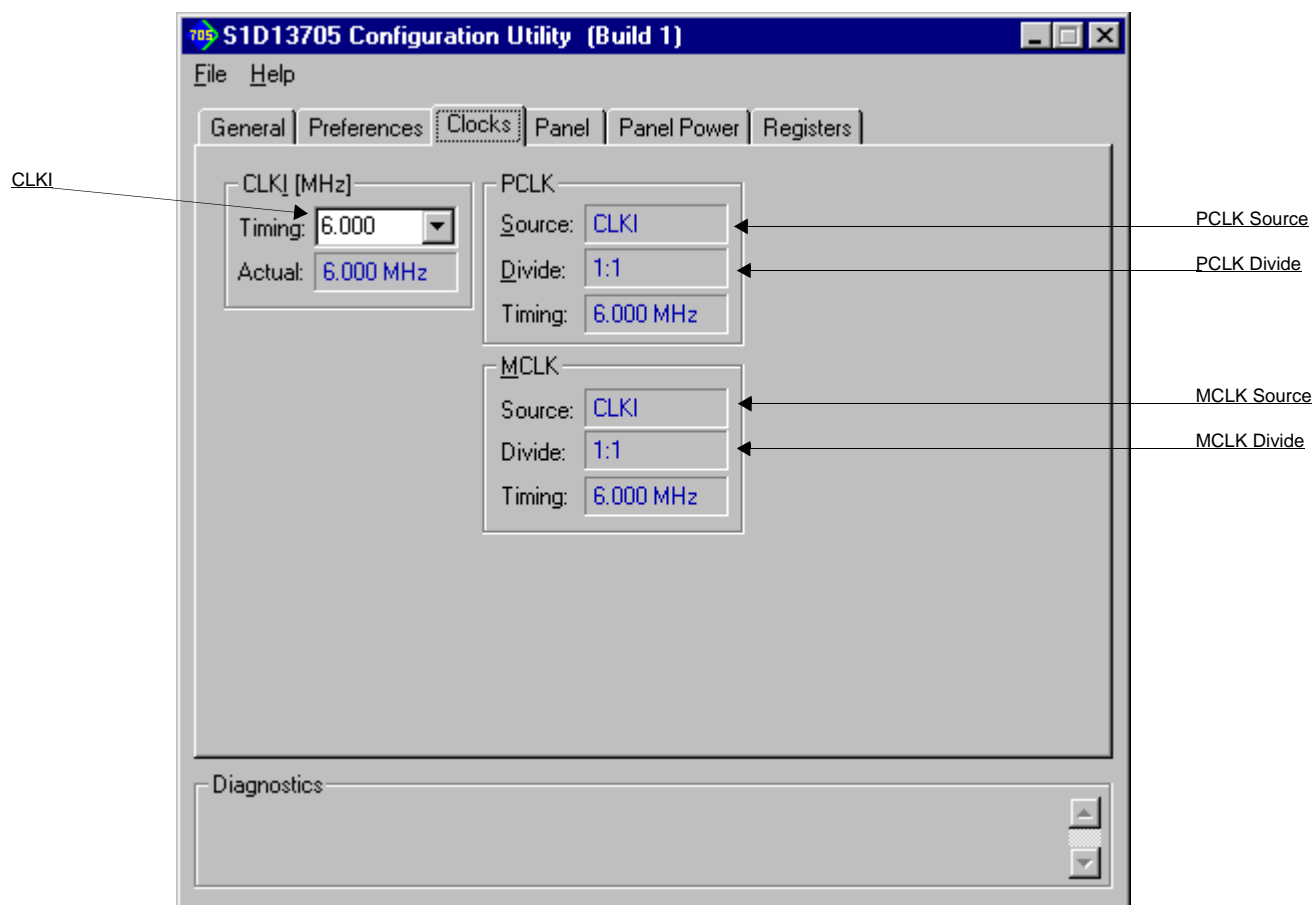 705 S1D13705 Configuration Utility (Build 1)
File Help
General Preferences Clocks Panel Panel Power Registers
CLKI
CLKI [MHz]
Timing: 6.000
Actual: 6.000 MHz
PCLK
Source: CLKI
Divide: 1:1
Timing: 6.000 MHz
PCLK Source
PCLK Divide
MCLK
Source: CLKI
Divide: 1:1
Timing: 6.000 MHz
MCLK Source
MCLK Divide
Diagnostics